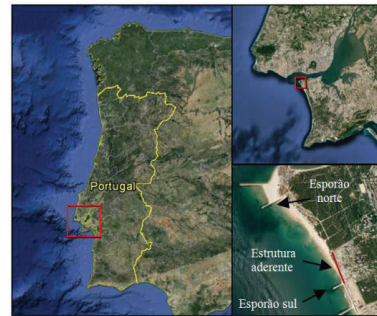 Portugal
Esporão
norte
Estrutura
aderente
Esporão sul